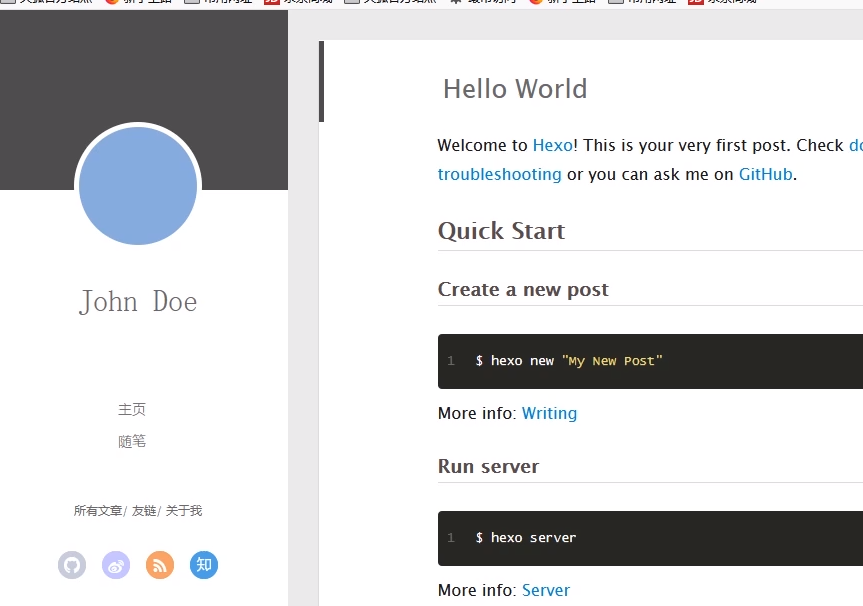 John Doe
主页
随笔
所有文章/ 友链/ 关于我
知
Hello World
Welcome to Hexo! This is your very first post. Check
troubleshooting or you can ask me on GitHub.
Quick Start
Create a new post
1 $ hexo new "My New Post"
More info: Writing
Run server
1 $ hexo server
More info: Server